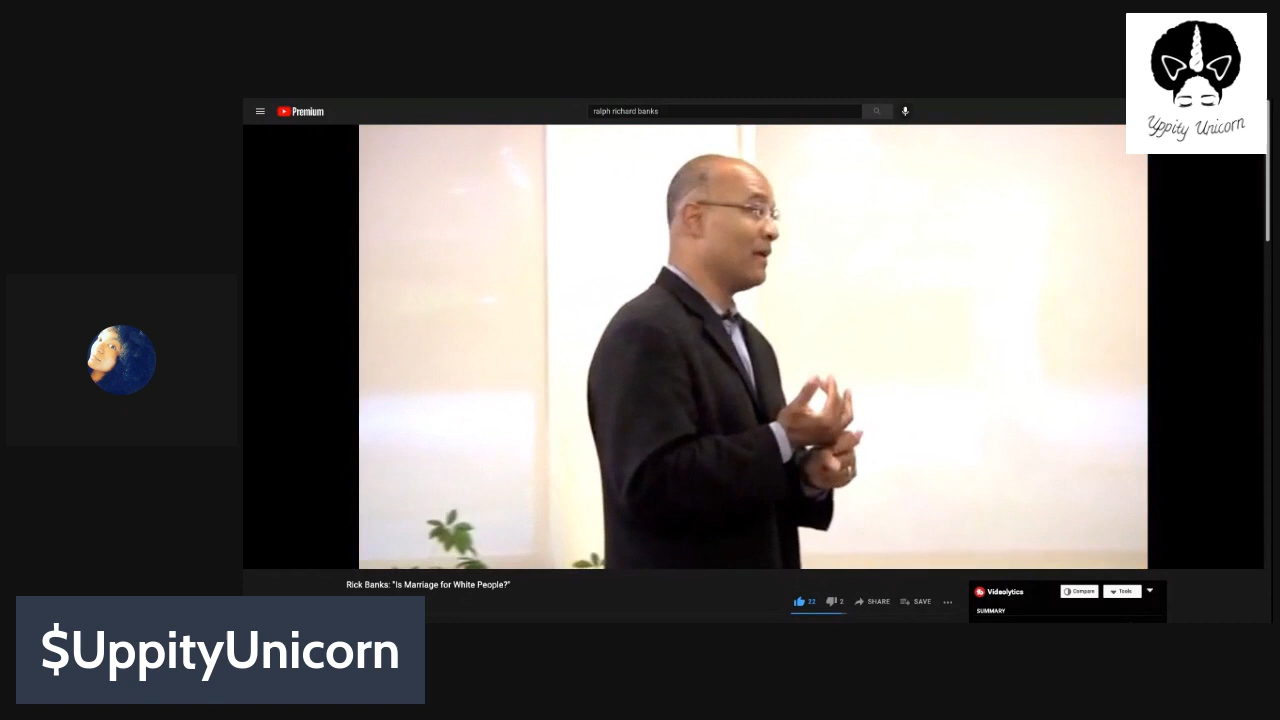 Premium
ralph richard banks
Uppity Unicorn
Rick Banks: "Is Marriage for White People?"
22
2
SHARE
SAVE
Videolytics
Compare
Tools
SUMMARY
$UppityUnicorn